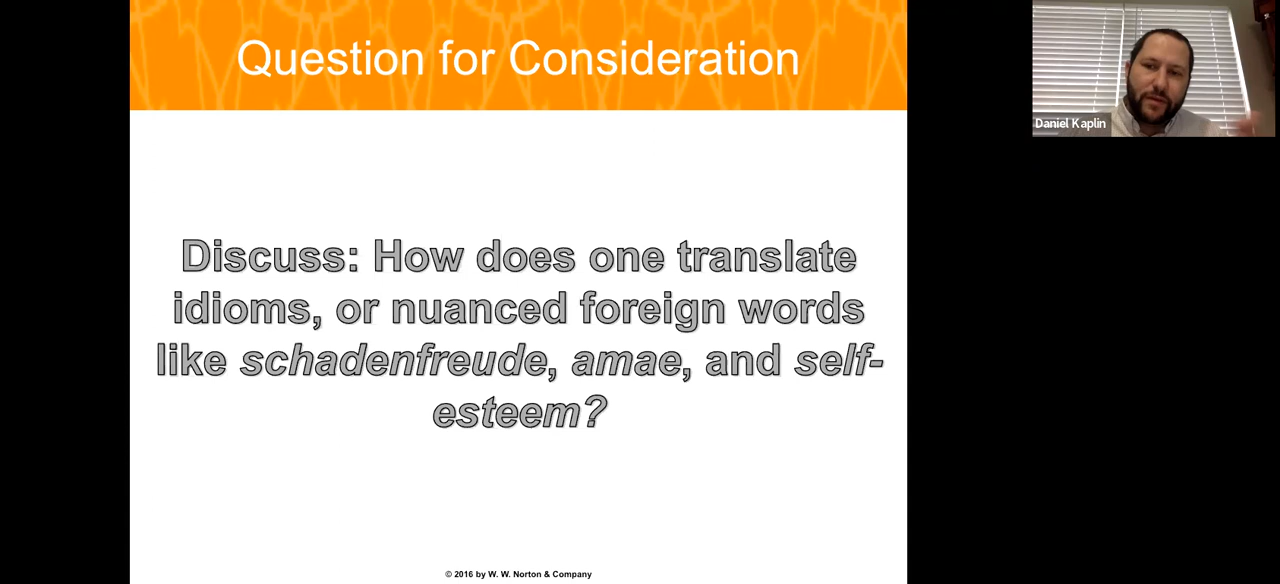 Question for Consideration
Daniel Kaplin
Discuss: How does one translate
idioms, or nuanced foreign words
like schadenfreude, amae, and self-
esteem?
© 2016 by W. W. Norton & Company